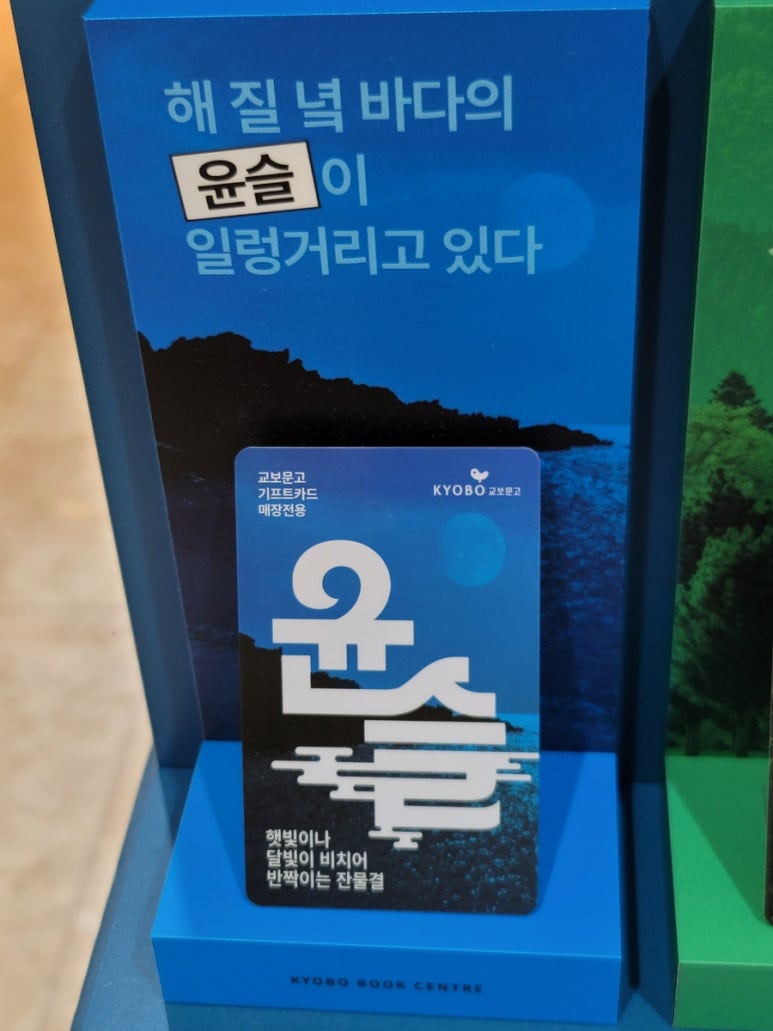 해 질 녘 바다의
윤슬이
일렁거리고 있다
교보문고
기프트카드
매장전용
KYOBO 교보문고
윤슬
햇빛이나
달빛이 비치어
반짝이는 잔물결
KYOBO BOOK CENTRE